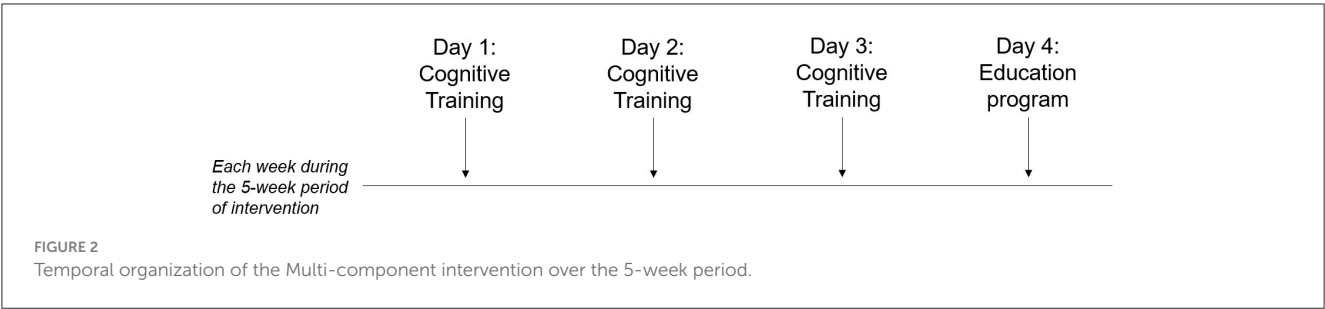 Day 1:
Cognitive
Training
Day 2:
Cognitive
Training
Day 3:
Cognitive
Training
Day 4:
Education
program
Each week during
the 5-week period
of intervention
FIGURE 2
Temporal organization of the Multi-component intervention over the 5-week period.